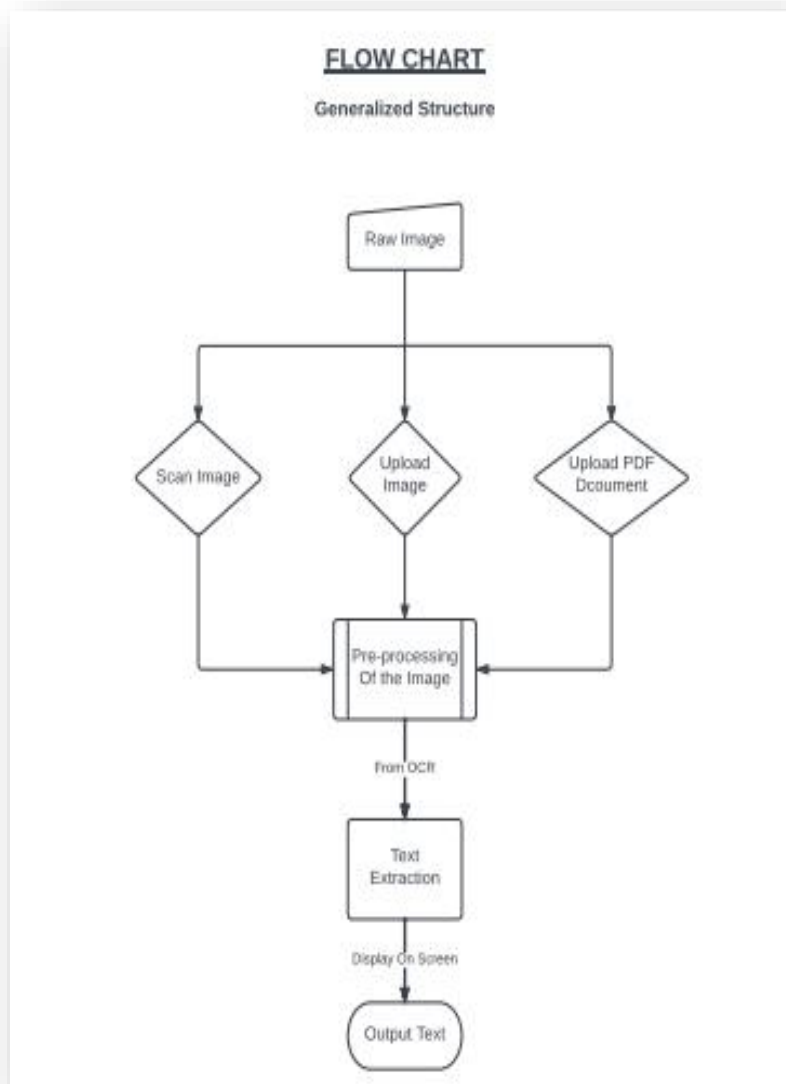 FLOW CHART
Generalized Structure
Raw Image
Scan Image
Upload
Image
Upload PDF
Dcoument
Pre-processing
Of the Image
From OCR
Text
Extraction
Display On Screen
Output Text